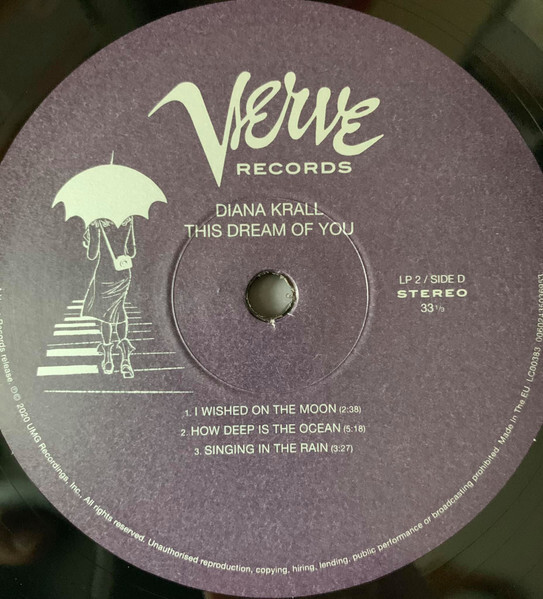 Verve
RECORDS
DIANA KRALL
THIS DREAM OF YOU
LP 2 / SIDE D
STEREO
33 1/3
1. I WISHED ON THE MOON (2:38)
2. HOW DEEP IS THE OCEAN (5:18)
3. SINGING IN THE RAIN (3:27)
Records release. ℗© 2020 UMG Recordings, Inc., All rights reserved. Unauthorised reproduction, copying, hiring, lending, public performance or broadcasting prohibited. Made In The EU LC00383